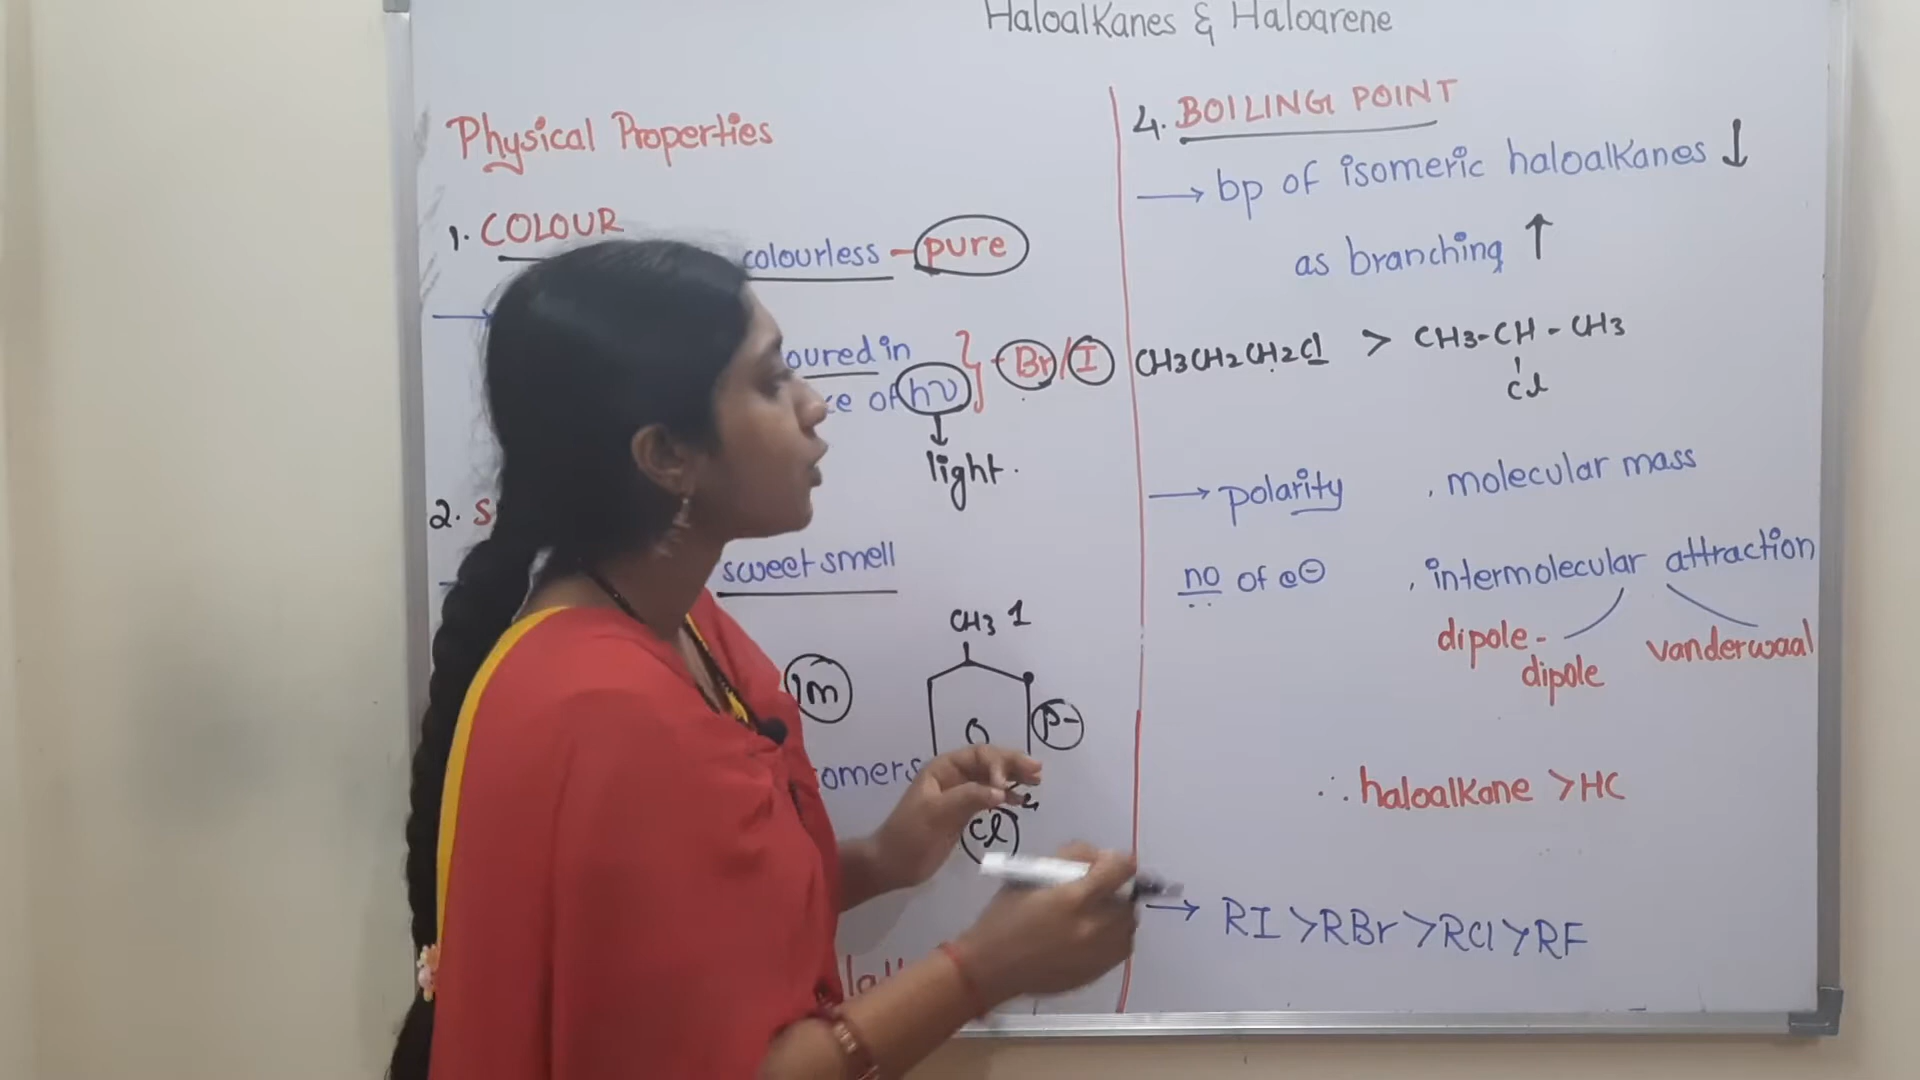 Haloalkanes & Haloarene
Physical Properties
1. COLOUR
colourless - pure
oured in
ce of hν } - Br/I
↓
light.
2. S
sweet smell
1m
CH3 1
p-
omers
4
Cl
4. BOILING POINT
→ bp of isomeric haloalkanes ↓
as branching ↑
CH3CH2CH2Cl > CH3-CH-CH3
Cl
→ polarity , molecular mass
no of e⊖ , intermolecular attraction
dipole- vanderwaal
dipole
∴ haloalkane > HC
→ RI > RBr > RCl > RF